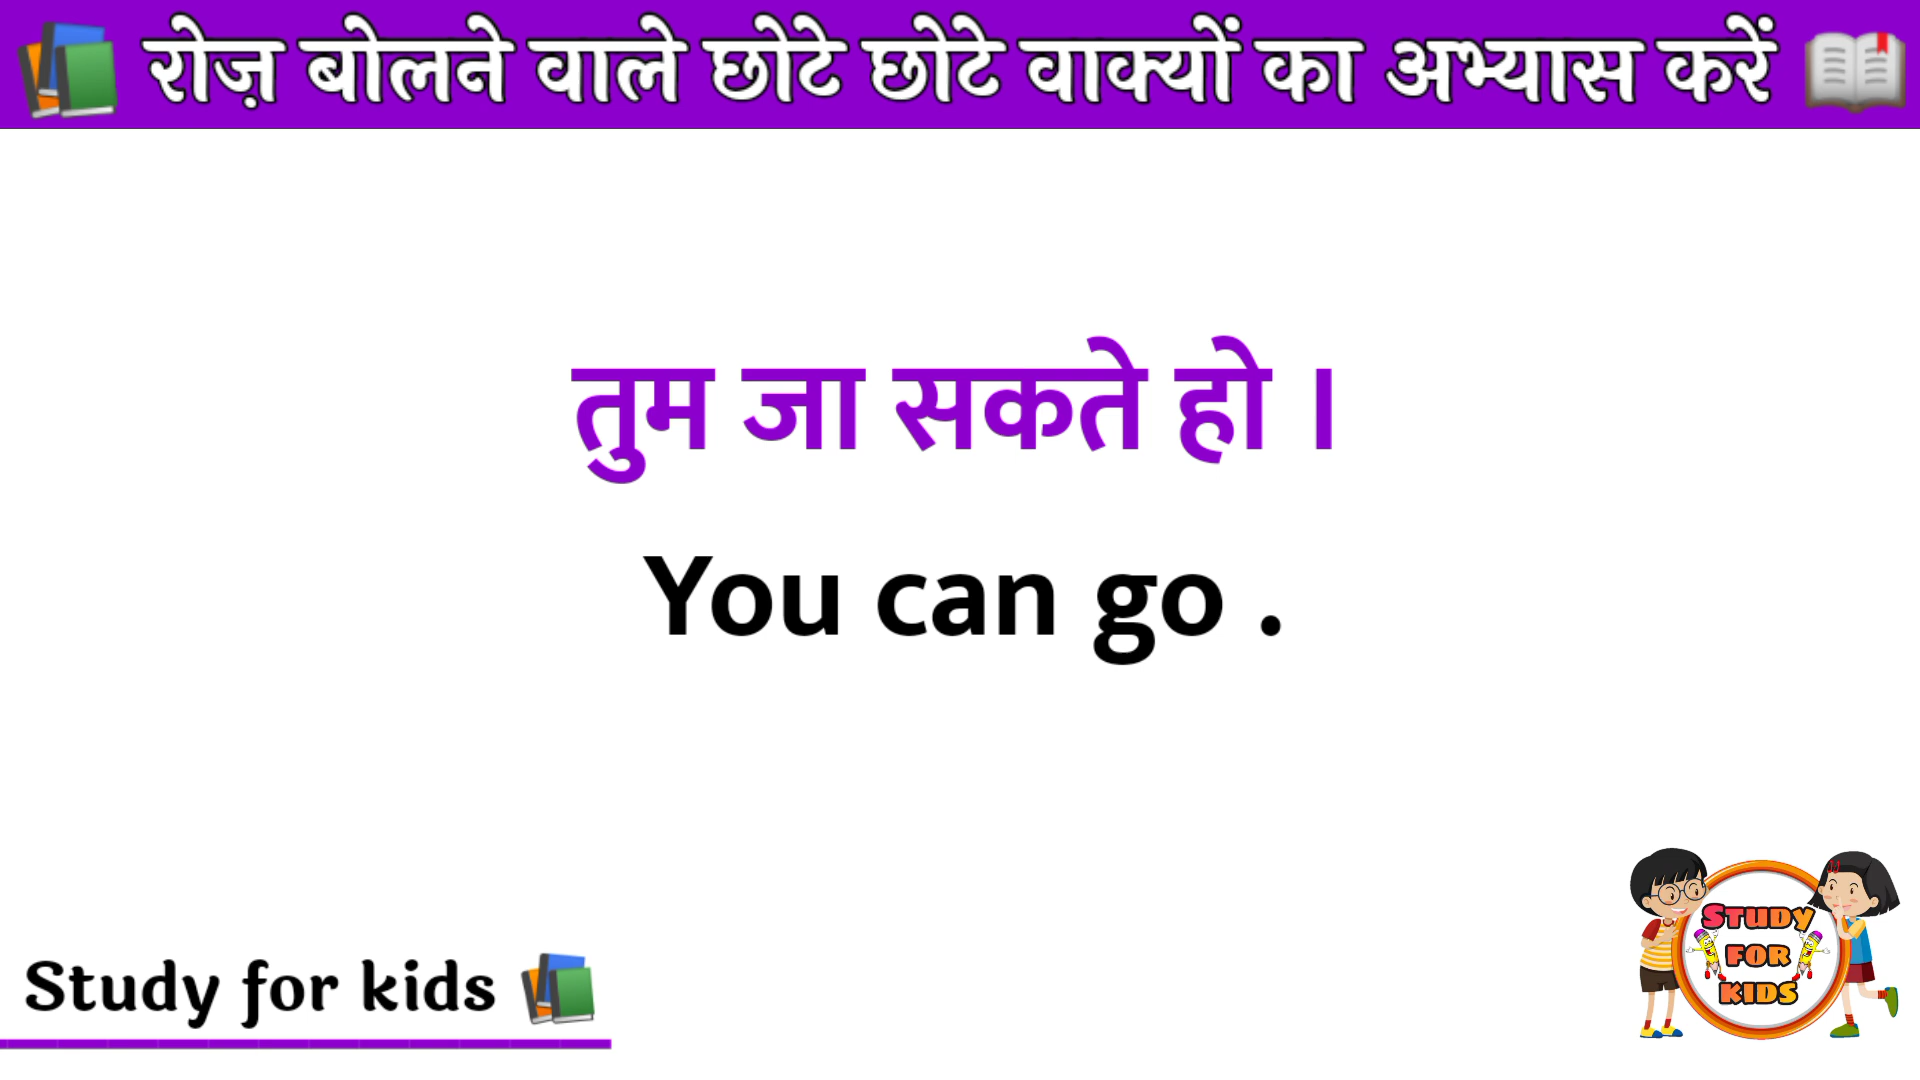 📚 रोज़ बोलने वाले छोटे छोटे वाक्यों का अभ्यास करें 📖
तुम जा सकते हो ।
You can go .
Study for kids 📚
STUDY
FOR
KIDS